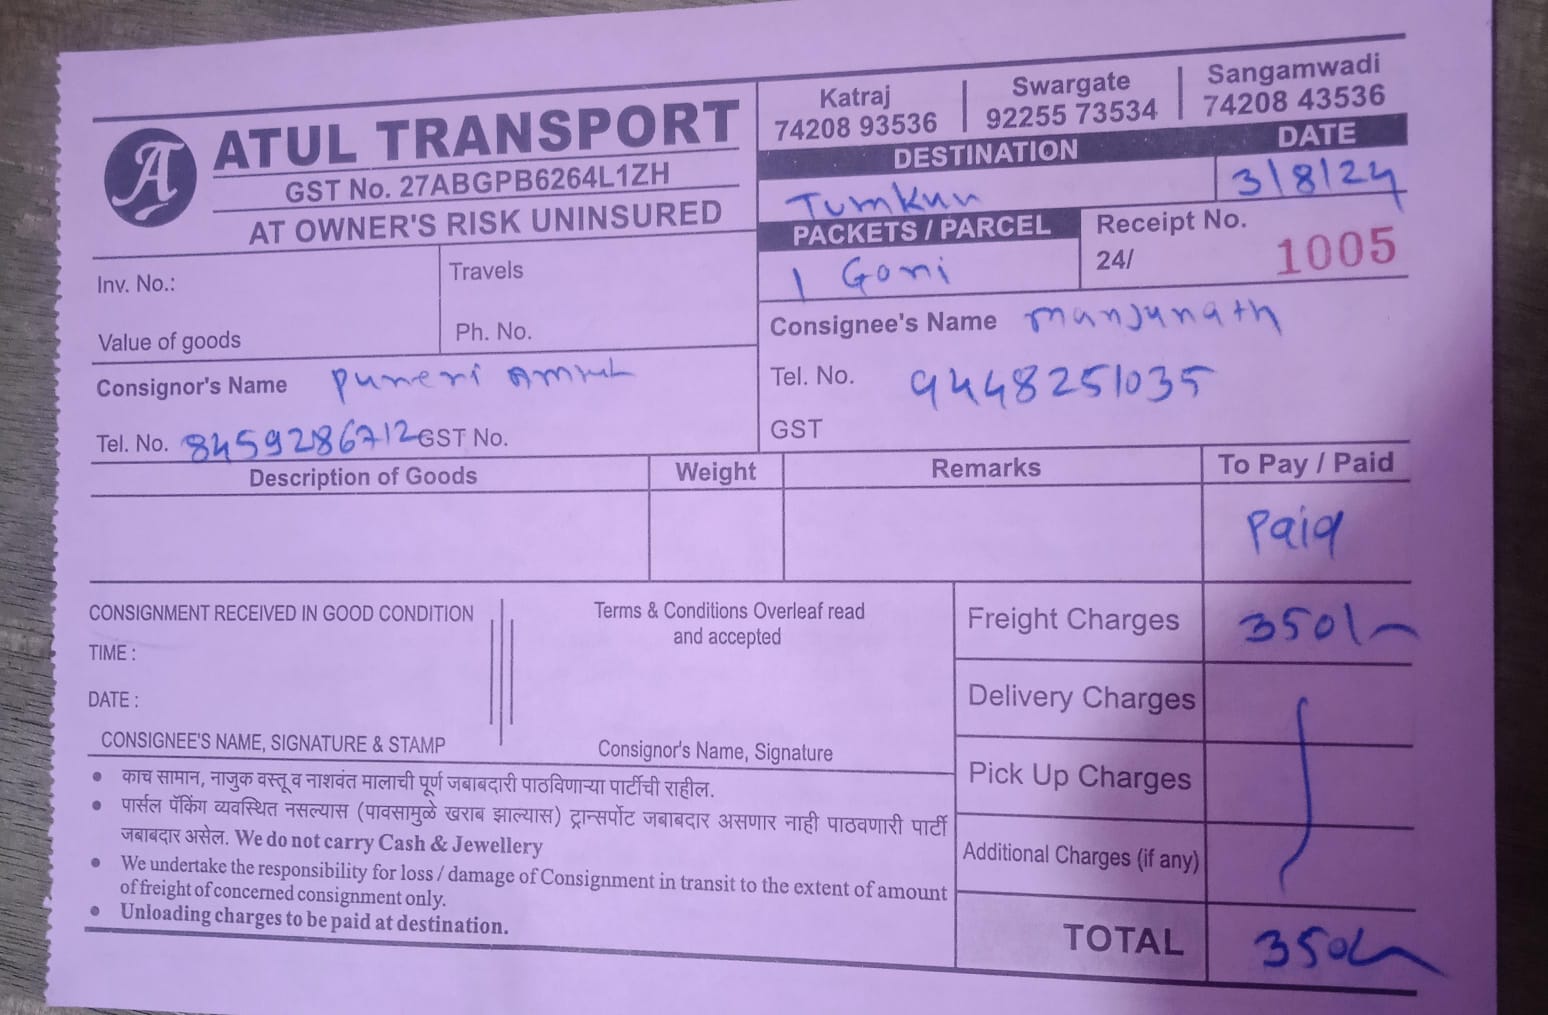 ATUL TRANSPORT
GST No. 27ABGPB6264L1ZH
AT OWNER'S RISK UNINSURED
Katraj
74208 93536
Swargate
92255 73534
Sangamwadi
74208 43536
DESTINATION
DATE
Tumkur
3/8/24
PACKETS / PARCEL
Receipt No.
1 Goni
24/ 1005
Inv. No.:
Travels
Value of goods
Ph. No.
Consignor's Name Puneri Amrut
Tel. No. 8459286712 GST No.
Consignee's Name manjunath
Tel. No. 9448251035
GST
Description of Goods
Weight
Remarks
To Pay / Paid
Paid
CONSIGNMENT RECEIVED IN GOOD CONDITION
TIME :
DATE :
CONSIGNEE'S NAME, SIGNATURE & STAMP
Terms & Conditions Overleaf read
and accepted
Consignor's Name, Signature
Freight Charges 350/-
Delivery Charges
Pick Up Charges
Additional Charges (if any)
TOTAL 350/-
• काच सामान, नाजुक वस्तू व नाशवंत मालाची पूर्ण जबाबदारी पाठविणाऱ्या पार्टीची राहील.
• पार्सल पॅकिंग व्यवस्थित नसल्यास (पावसामुळे खराब झाल्यास) ट्रान्सपोर्ट जबाबदार असणार नाही पाठवणारी पार्टी
जबाबदार असेल. We do not carry Cash & Jewellery
• We undertake the responsibility for loss / damage of Consignment in transit to the extent of amount
of freight of concerned consignment only.
• Unloading charges to be paid at destination.